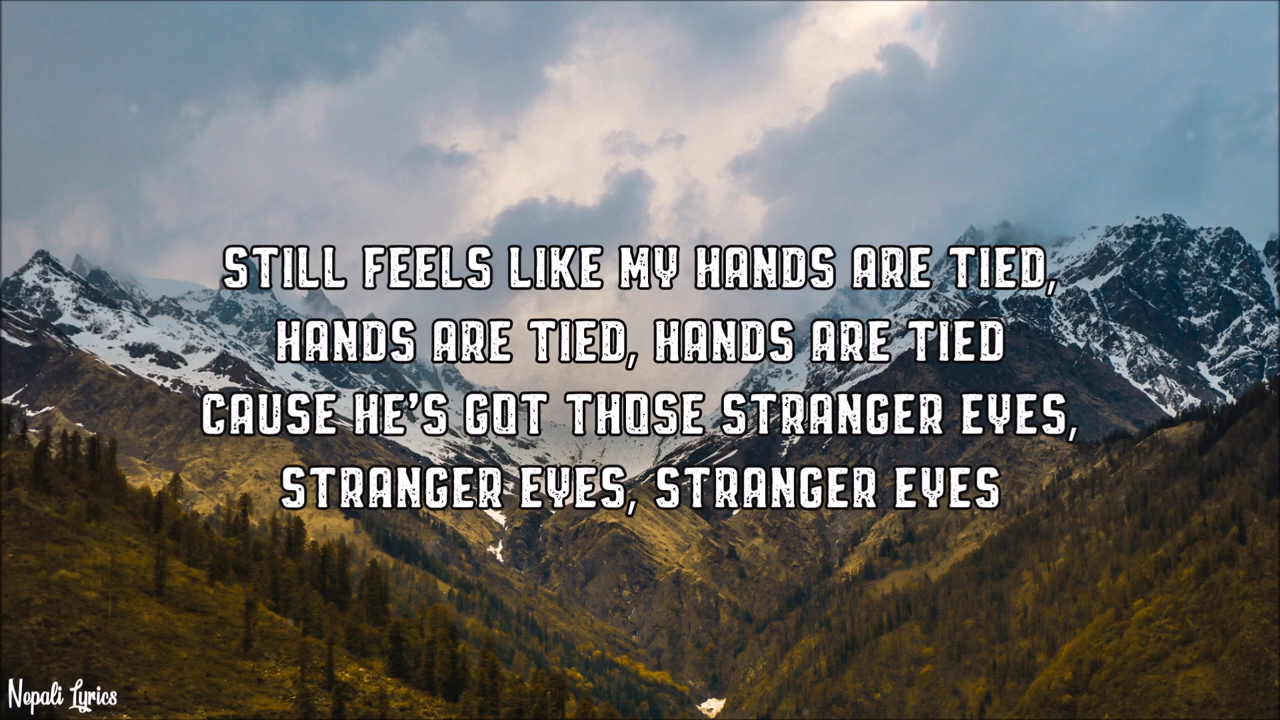 STILL FEELS LIKE MY HANDS ARE TIED,
HANDS ARE TIED, HANDS ARE TIED
CAUSE HE'S GOT THOSE STRANGER EYES,
STRANGER EYES, STRANGER EYES
Nepali Lyrics